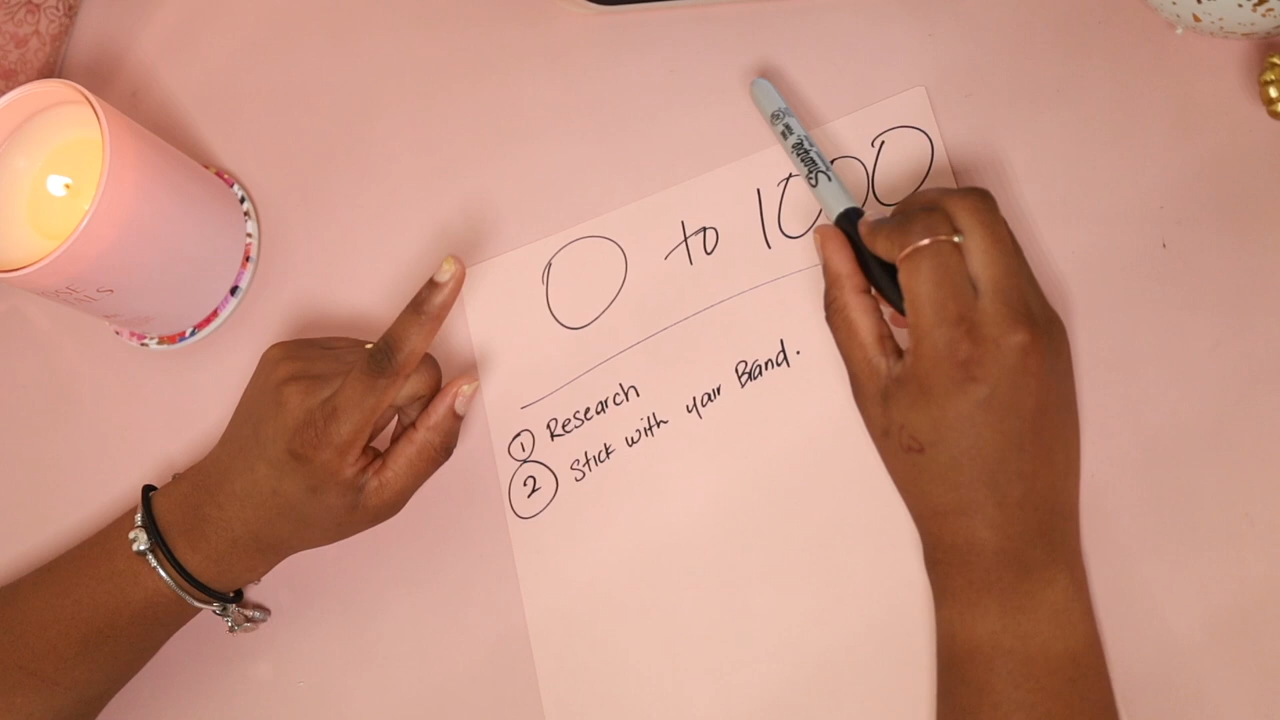 0 to 1000
① Research
② Stick with your Brand.
Sharpie